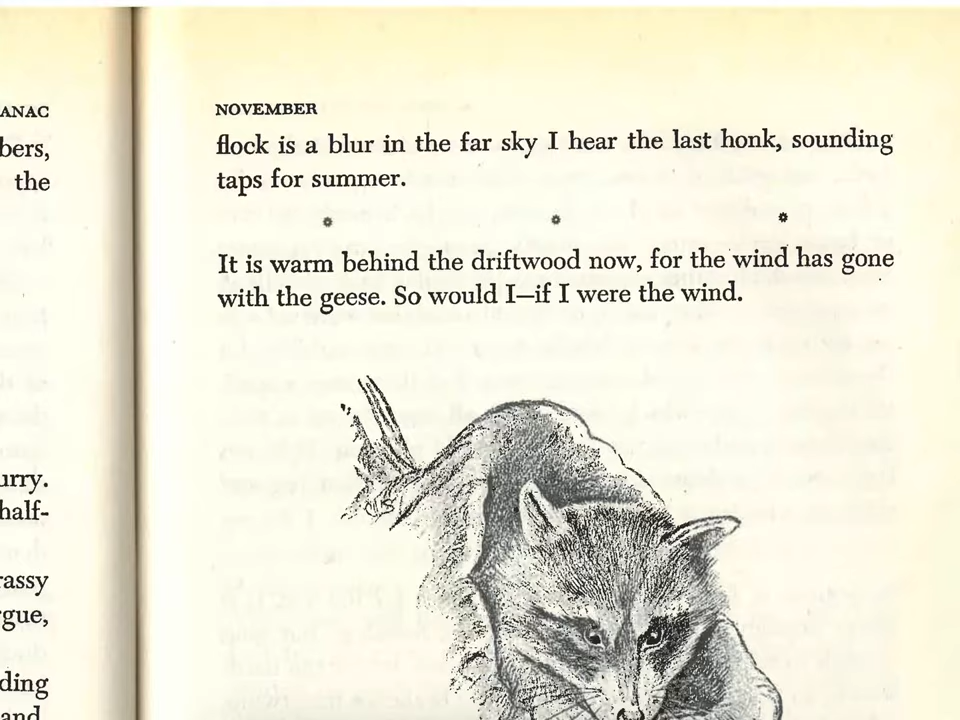 ANAC
bers,
the
urry.
half-
rassy
rgue,
ding
and
NOVEMBER
flock is a blur in the far sky I hear the last honk, sounding
taps for summer.
It is warm behind the driftwood now, for the wind has gone
with the geese. So would I—if I were the wind.